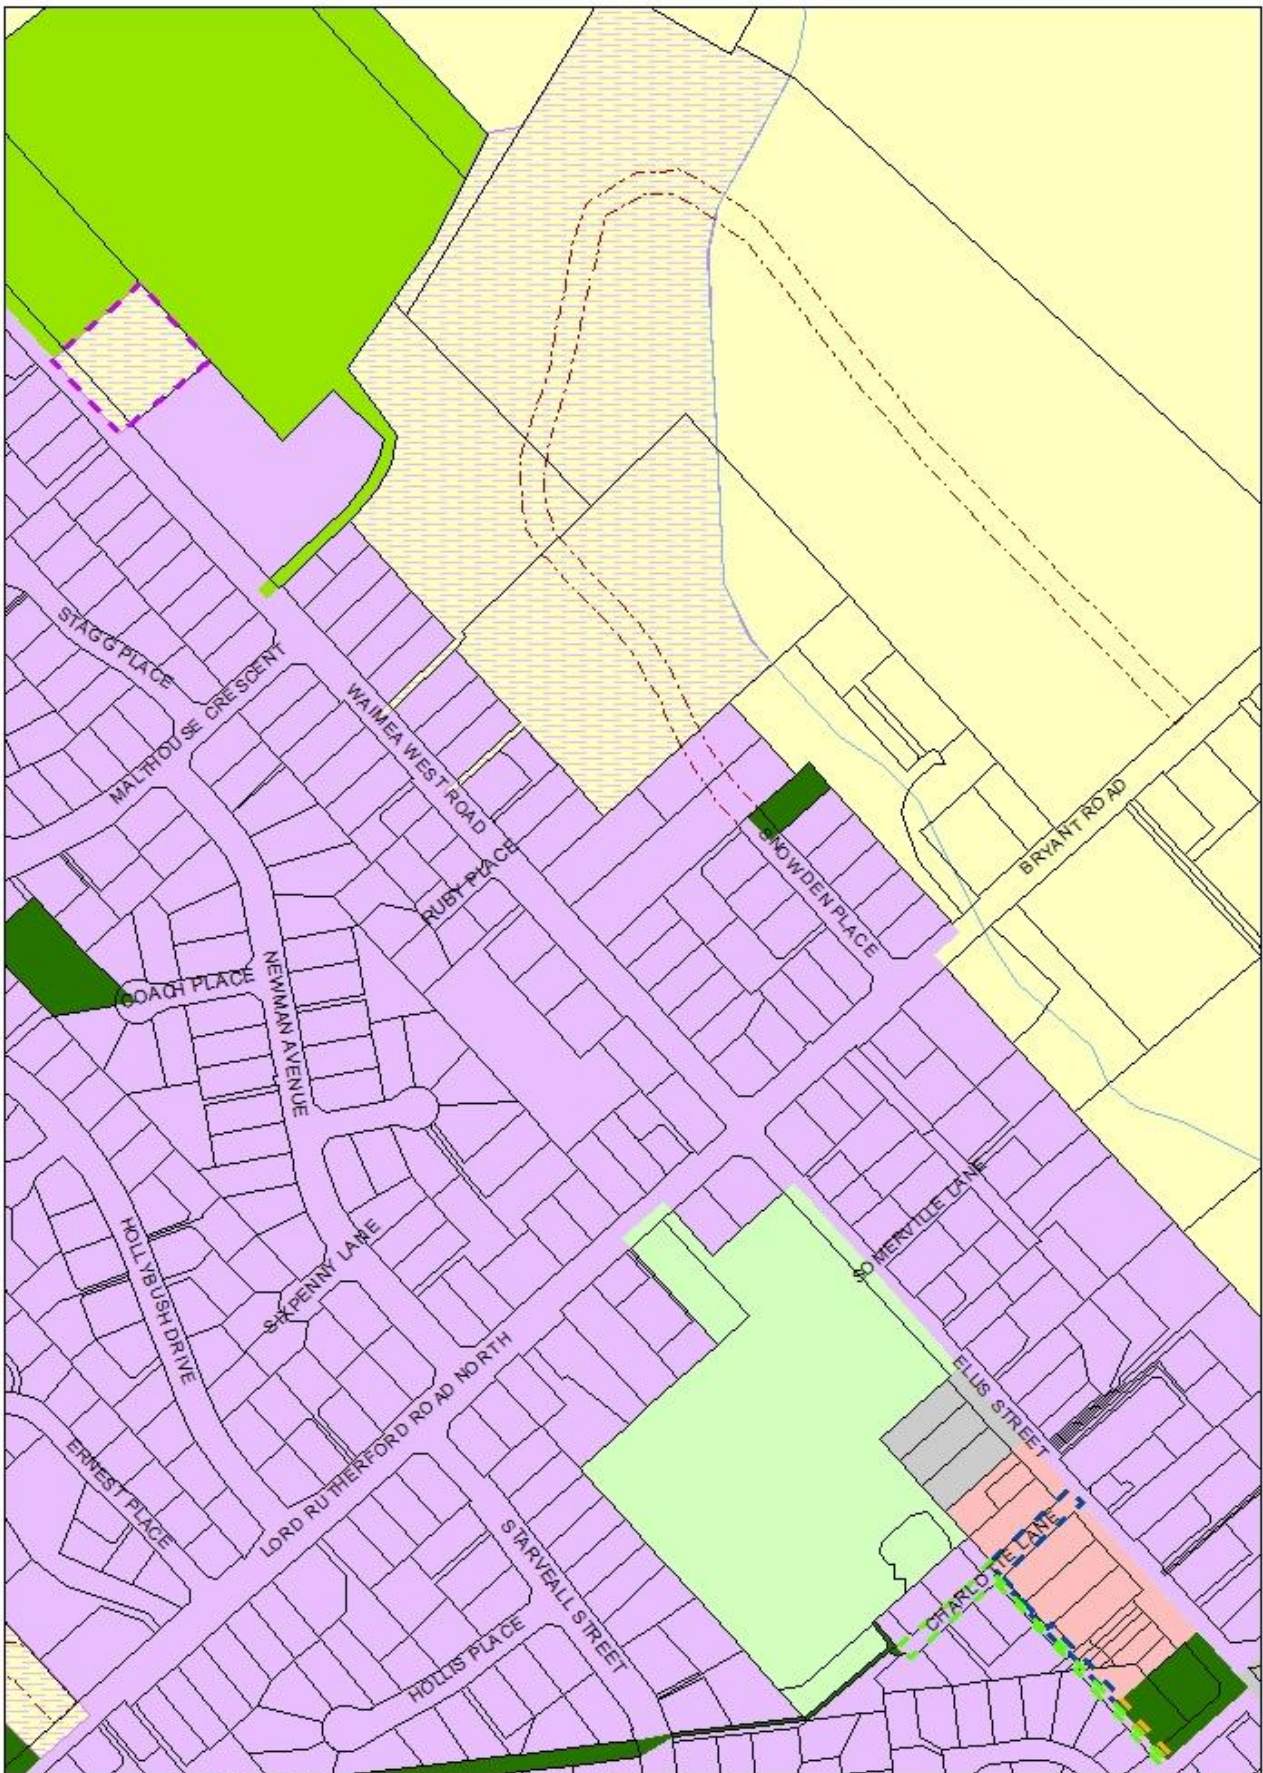 STAGG PLACE
MALTHOUSE CRESCENT
WAIMEA WEST ROAD
RUBY PLACE
SNOWDEN PLACE
BRYANT ROAD
COACH PLACE
NEWMAN AVENUE
SOMERVILLE LANE
HOLLYBUSH DRIVE
SIXPENNY LANE
ELLIS STREET
LORD RUTHERFORD ROAD NORTH
ERNEST PLACE
STARVEALL STREET
CHARLOTTE LANE
HOLLIS PLACE